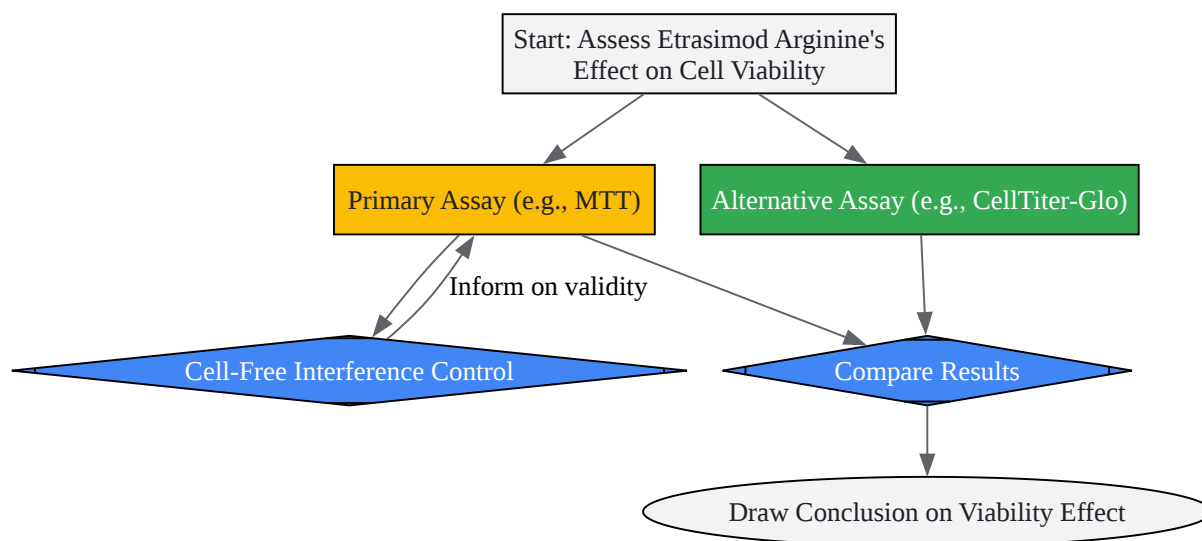 Start: Assess Etrasimod Arginine's
Effect on Cell Viability
Primary Assay (e.g., MTT)
Alternative Assay (e.g., CellTiter-Glo)
Inform on validity
Cell-Free Interference Control
Compare Results
Draw Conclusion on Viability Effect